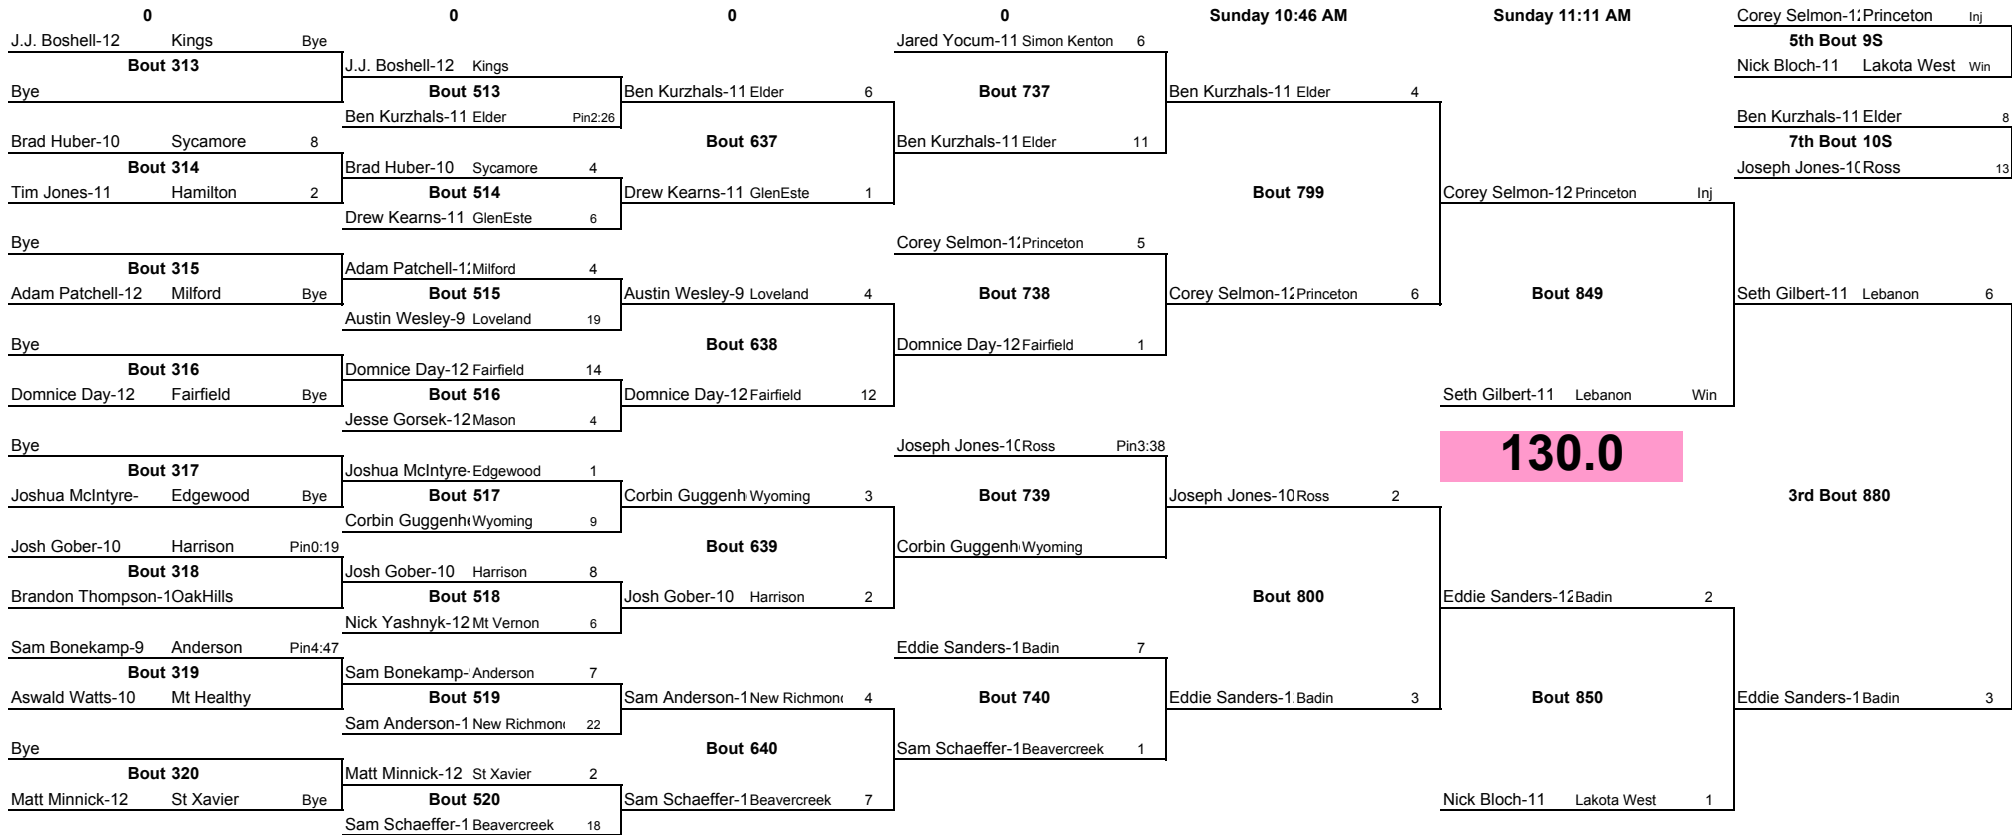 0 0 0 0 Sunday 10:46 AM Sunday 11:11 AM
Corey Selmon-12 Princeton Inj
J.J. Boshell-12 Kings Bye
Jared Yocum-11 Simon Kenton 6
5th Bout 9S
Bout 313
J.J. Boshell-12 Kings
Nick Bloch-11 Lakota West Win
Bye
Bout 513
Ben Kurzhals-11 Elder 6
Bout 737
Ben Kurzhals-11 Elder 4
Ben Kurzhals-11 Elder Pin2:26
Ben Kurzhals-11 Elder 8
Brad Huber-10 Sycamore 8
Bout 637
Ben Kurzhals-11 Elder 11
7th Bout 10S
Bout 314
Brad Huber-10 Sycamore 4
Joseph Jones-10 Ross 13
Tim Jones-11 Hamilton 2
Bout 514
Drew Kearns-11 GlenEste 1
Bout 799
Corey Selmon-12 Princeton Inj
Drew Kearns-11 GlenEste 6
Bye
Corey Selmon-12 Princeton 5
Bout 315
Adam Patchell-12 Milford 4
Adam Patchell-12 Milford Bye
Bout 515
Austin Wesley-9 Loveland 4
Bout 738
Corey Selmon-12 Princeton 6
Bout 849
Seth Gilbert-11 Lebanon 6
Austin Wesley-9 Loveland 19
Bye
Bout 638
Domnice Day-12 Fairfield 1
Bout 316
Domnice Day-12 Fairfield 14
Domnice Day-12 Fairfield Bye
Bout 516
Domnice Day-12 Fairfield 12
Seth Gilbert-11 Lebanon Win
Jesse Gorsek-12 Mason 4
Bye
Joseph Jones-10 Ross Pin3:38
130.0
Bout 317
Joshua McIntyre- Edgewood 1
Joshua McIntyre- Edgewood Bye
Bout 517
Corbin Guggenh Wyoming 3
Bout 739
Joseph Jones-10 Ross 2
3rd Bout 880
Corbin Guggenhe Wyoming 9
Josh Gober-10 Harrison Pin0:19
Bout 639
Corbin Guggenh Wyoming
Bout 318
Josh Gober-10 Harrison 8
Brandon Thompson-1 OakHills
Bout 518
Josh Gober-10 Harrison 2
Bout 800
Eddie Sanders-12 Badin 2
Nick Yashnyk-12 Mt Vernon 6
Sam Bonekamp-9 Anderson Pin4:47
Eddie Sanders-1 Badin 7
Bout 319
Sam Bonekamp- Anderson 7
Aswald Watts-10 Mt Healthy
Bout 519
Sam Anderson-1 New Richmond 4
Bout 740
Eddie Sanders-1 Badin 3
Bout 850
Eddie Sanders-1 Badin 3
Sam Anderson-1 New Richmond 22
Bye
Bout 640
Sam Schaeffer-1 Beavercreek 1
Bout 320
Matt Minnick-12 St Xavier 2
Matt Minnick-12 St Xavier Bye
Bout 520
Sam Schaeffer-1 Beavercreek 7
Nick Bloch-11 Lakota West 1
Sam Schaeffer-1 Beavercreek 18